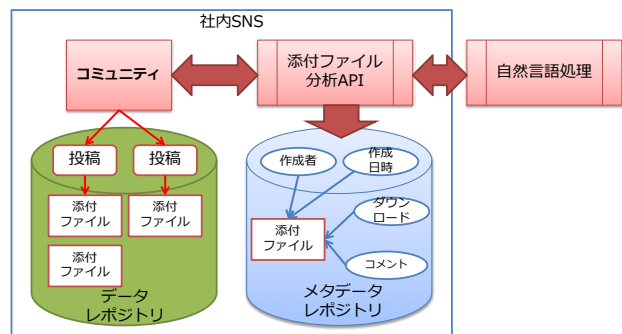 社内SNS
コミュニティ
添付ファイル
分析API
自然言語処理
投稿
投稿
添付
ファイル
添付
ファイル
添付
ファイル
データ
レポジトリ
作成者
作成
日時
添付
ファイル
ダウン
ロード
コメント
メタデータ
レポジトリ